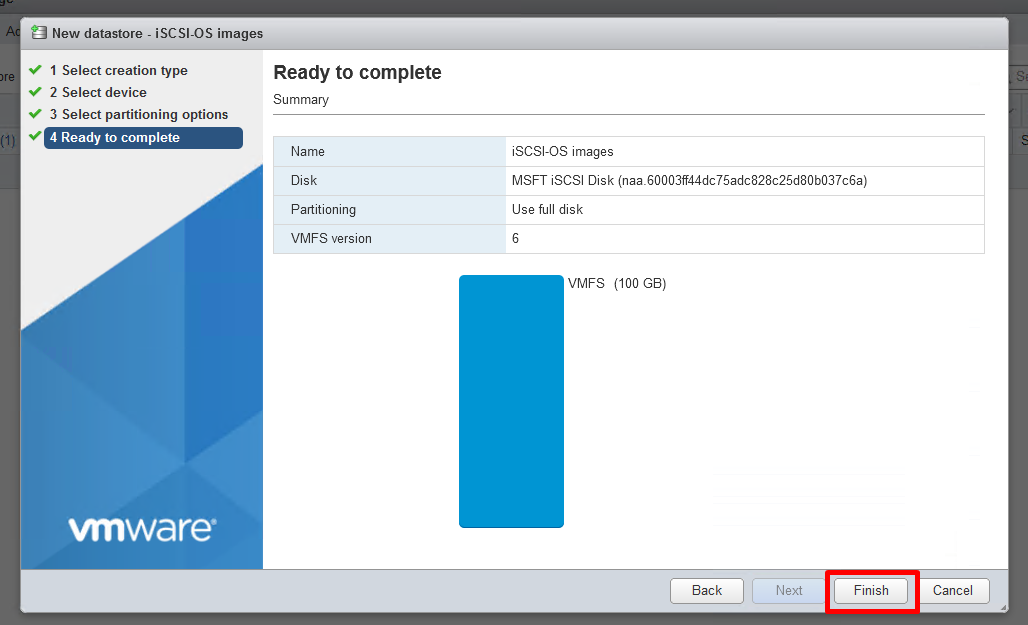 New datastore - iSCSI-OS images
1 Select creation type
2 Select device
3 Select partitioning options
4 Ready to complete
Ready to complete
Summary
Name iSCSI-OS images
Disk MSFT iSCSI Disk (naa.60003ff44dc75adc828c25d80b037c6a)
Partitioning Use full disk
VMFS version 6
VMFS (100 GB)
vmware®
Back Next Finish Cancel
(1)